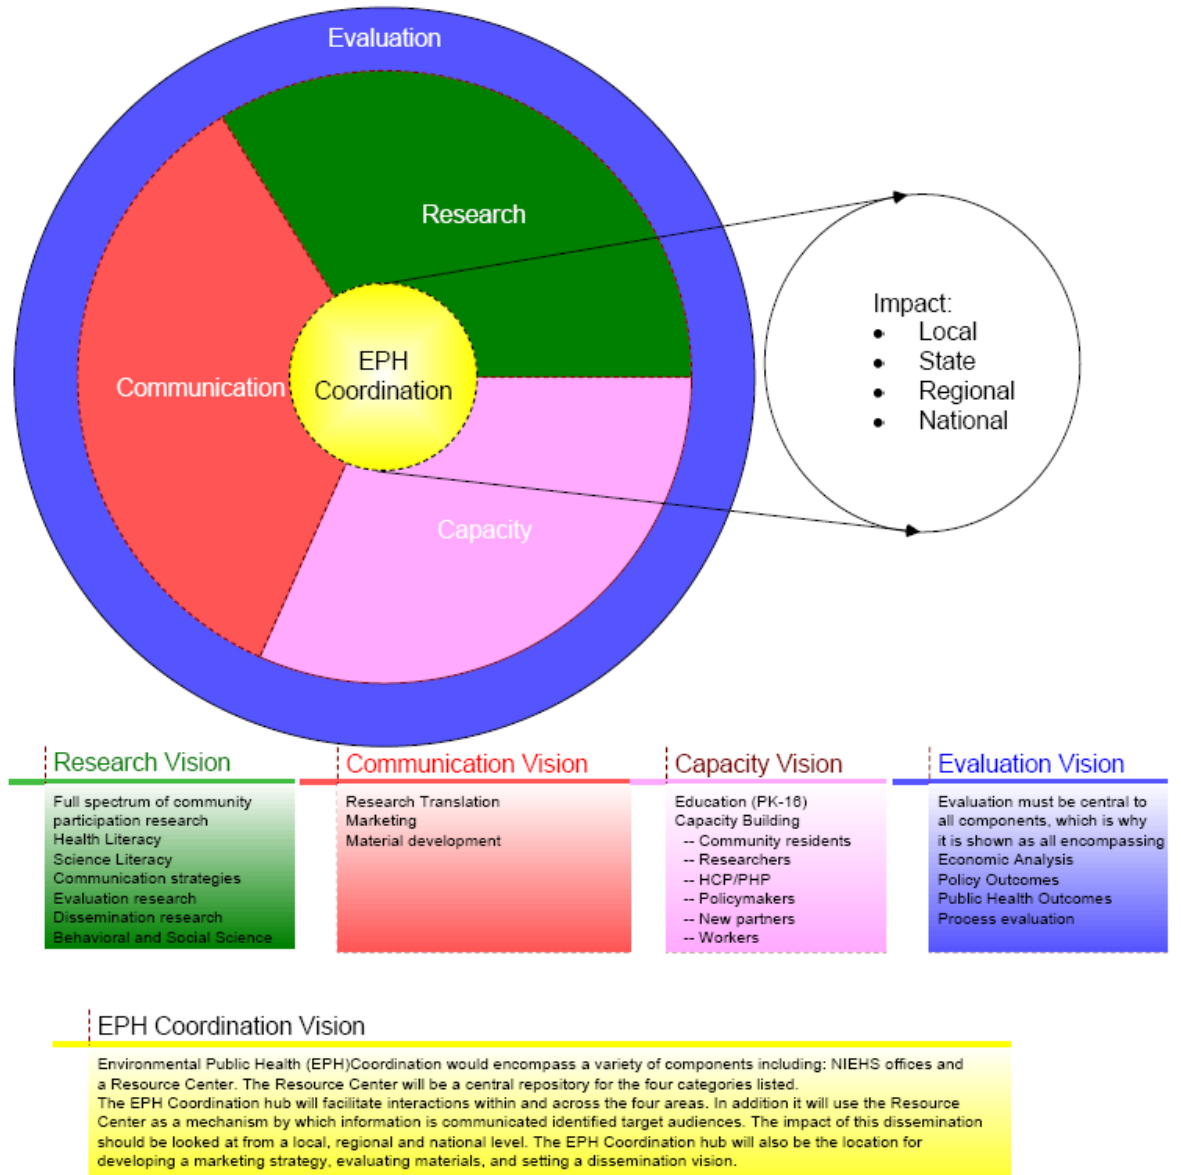 Evaluation
Research
Communication
EPH
Coordination
Capacity
Impact:
• Local
• State
• Regional
• National
Research Vision
Full spectrum of community
participation research
Health Literacy
Science Literacy
Communication strategies
Evaluation research
Dissemination research
Behavioral and Social Science
Communication Vision
Research Translation
Marketing
Material development
Capacity Vision
Education (PK-16)
Capacity Building
-- Community residents
-- Researchers
-- HCP/PHP
-- Policymakers
-- New partners
-- Workers
Evaluation Vision
Evaluation must be central to
all components, which is why
it is shown as all encompassing
Economic Analysis
Policy Outcomes
Public Health Outcomes
Process evaluation
EPH Coordination Vision
Environmental Public Health (EPH)Coordination would encompass a variety of components including: NIEHS offices and
a Resource Center. The Resource Center will be a central repository for the four categories listed.
The EPH Coordination hub will facilitate interactions within and across the four areas. In addition it will use the Resource
Center as a mechanism by which information is communicated identified target audiences. The impact of this dissemination
should be looked at from a local, regional and national level. The EPH Coordination hub will also be the location for
developing a marketing strategy, evaluating materials, and setting a dissemination vision.